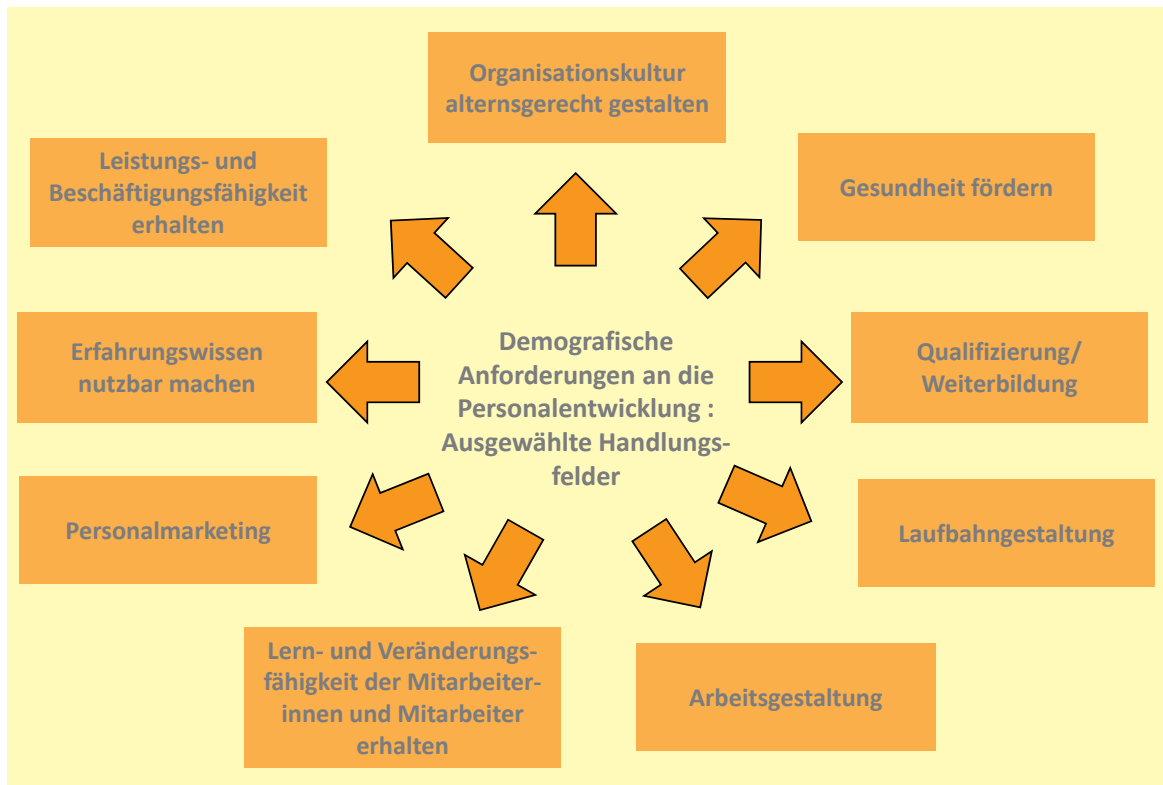 Organisationskultur
alternsgerecht gestalten
Leistungs- und
Beschäftigungsfähigkeit
erhalten
Gesundheit fördern
Erfahrungswissen
nutzbar machen
Demografische
Anforderungen an die
Personalentwicklung :
Ausgewählte Handlungs-
felder
Qualifizierung/
Weiterbildung
Personalmarketing
Laufbahngestaltung
Lern- und Veränderungs-
fähigkeit der Mitarbeiter-
innen und Mitarbeiter
erhalten
Arbeitsgestaltung